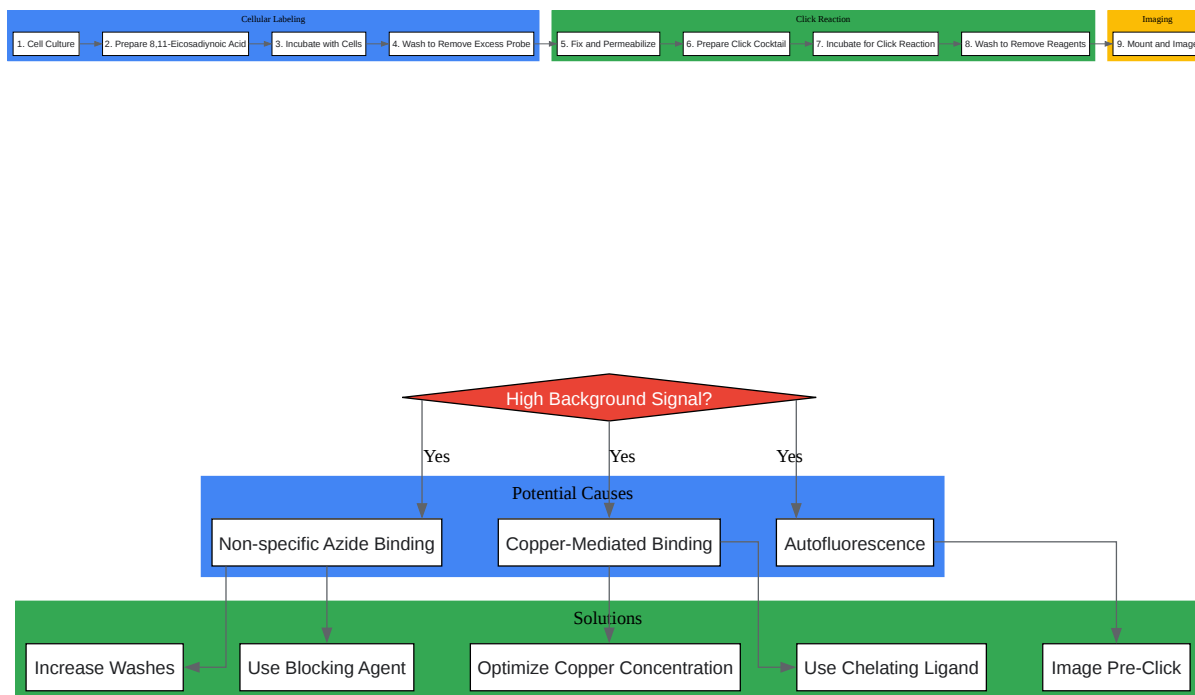 Cellular Labeling
Click Reaction
Imaging
1. Cell Culture
2. Prepare 8,11-Eicosadiynoic Acid
3. Incubate with Cells
4. Wash to Remove Excess Probe
5. Fix and Permeabilize
6. Prepare Click Cocktail
7. Incubate for Click Reaction
8. Wash to Remove Reagents
9. Mount and Image
High Background Signal?
Yes
Yes
Yes
Potential Causes
Non-specific Azide Binding
Copper-Mediated Binding
Autofluorescence
Solutions
Increase Washes
Use Blocking Agent
Optimize Copper Concentration
Use Chelating Ligand
Image Pre-Click